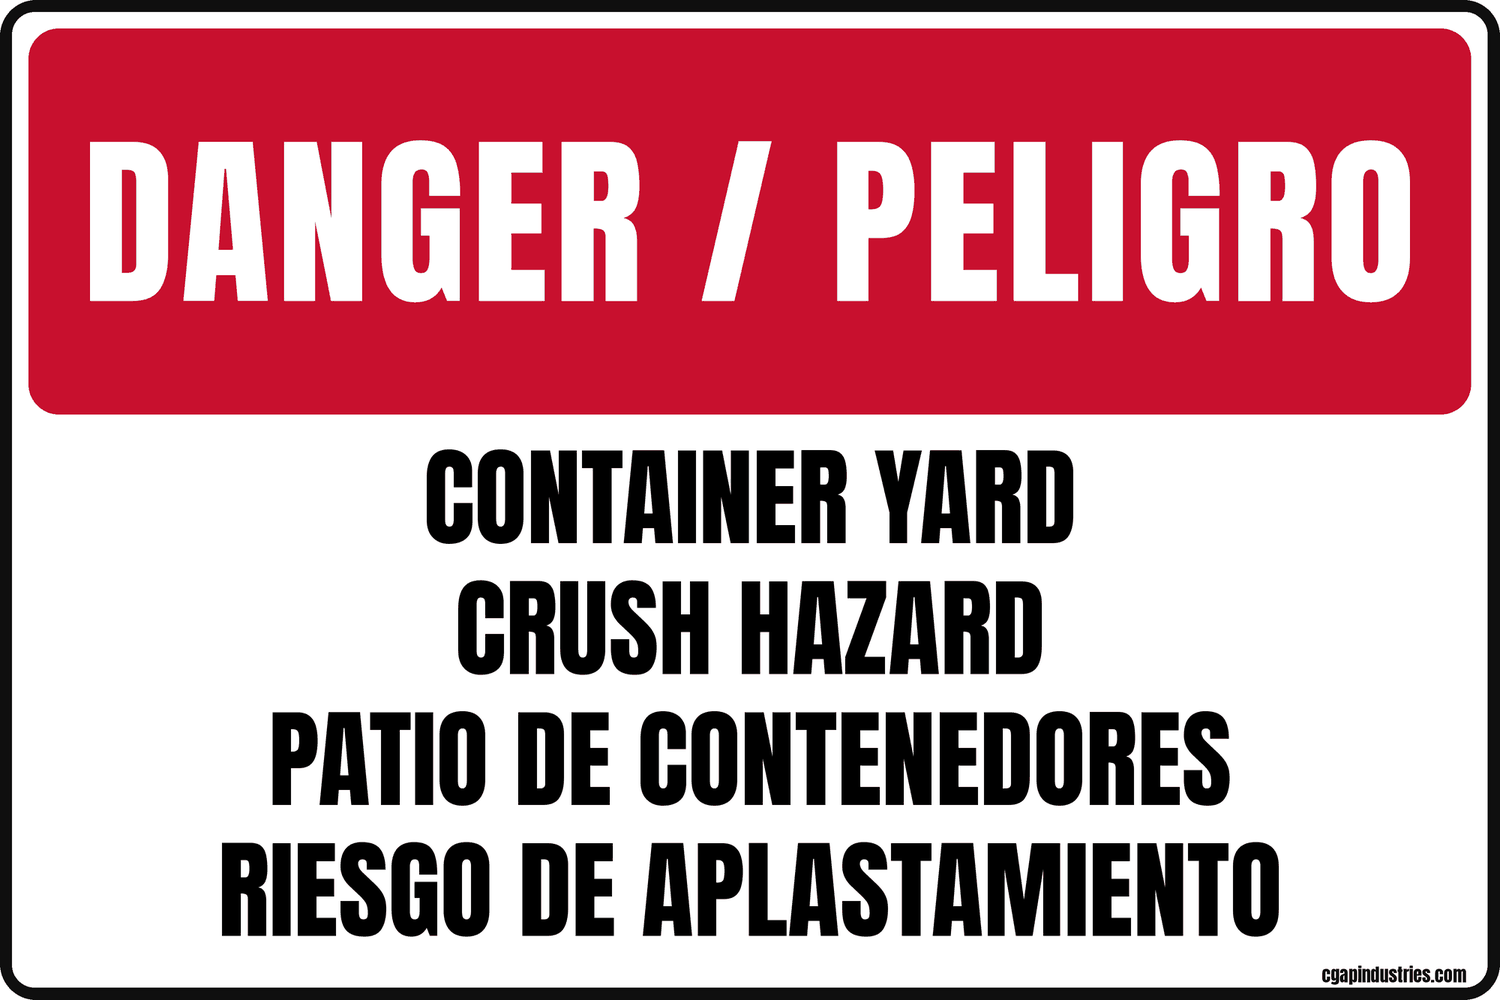 DANGER / PELIGRO
CONTAINER YARD
CRUSH HAZARD
PATIO DE CONTENEDORES
RIESGO DE APLASTAMIENTO
cgapindustries.com